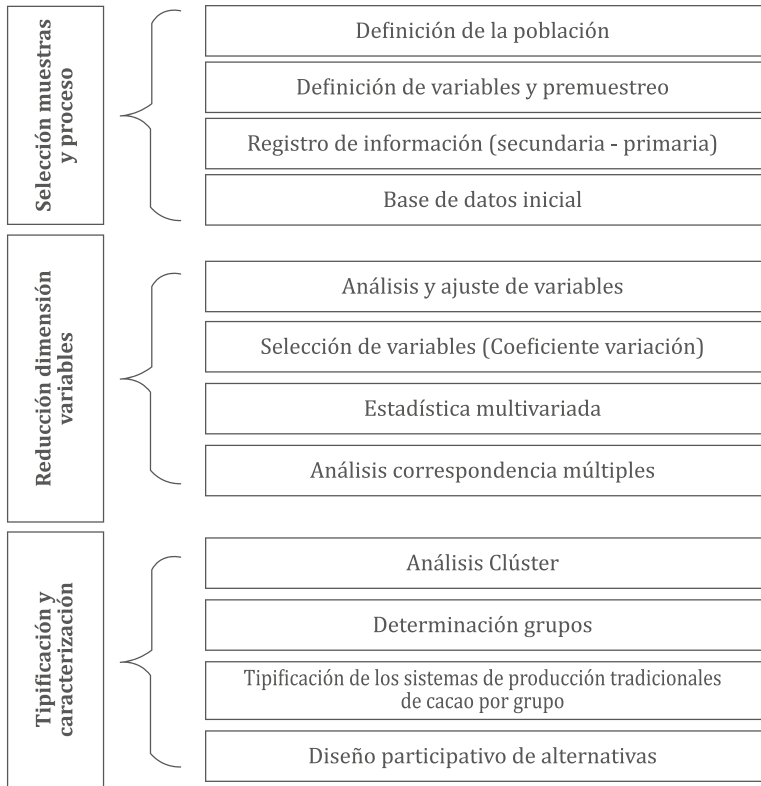 Selección muestras
y proceso
Definición de la población
Definición de variables y premuestreo
Registro de información (secundaria - primaria)
Base de datos inicial
Reducción dimensión
variables
Análisis y ajuste de variables
Selección de variables (Coeficiente variación)
Estadística multivariada
Análisis correspondencia múltiples
Tipificación y
caracterización
Análisis Clúster
Determinación grupos
Tipificación de los sistemas de producción tradicionales
de cacao por grupo
Diseño participativo de alternativas